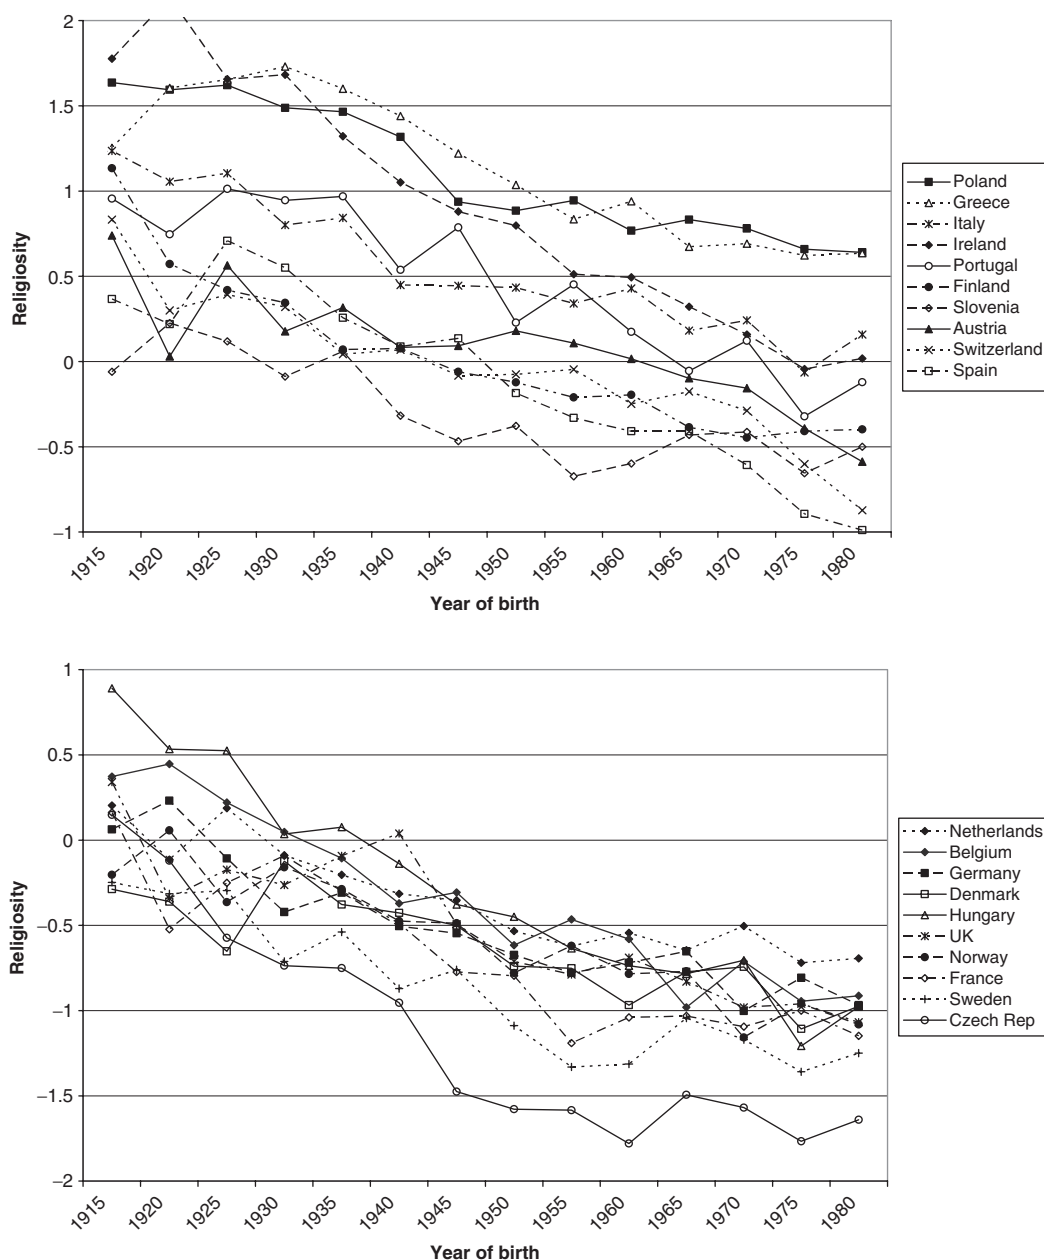 2
1.5
1
0.5
0
−0.5
−1
Religiosity
1915
1920
1925
1930
1935
1940
1945
1950
1955
1960
1965
1970
1975
1980
Year of birth
Poland
Greece
Italy
Ireland
Portugal
Finland
Slovenia
Austria
Switzerland
Spain
1
0.5
0
−0.5
−1
−1.5
−2
Religiosity
1915
1920
1925
1930
1935
1940
1945
1950
1955
1960
1965
1970
1975
1980
Year of birth
Netherlands
Belgium
Germany
Denmark
Hungary
UK
Norway
France
Sweden
Czech Rep